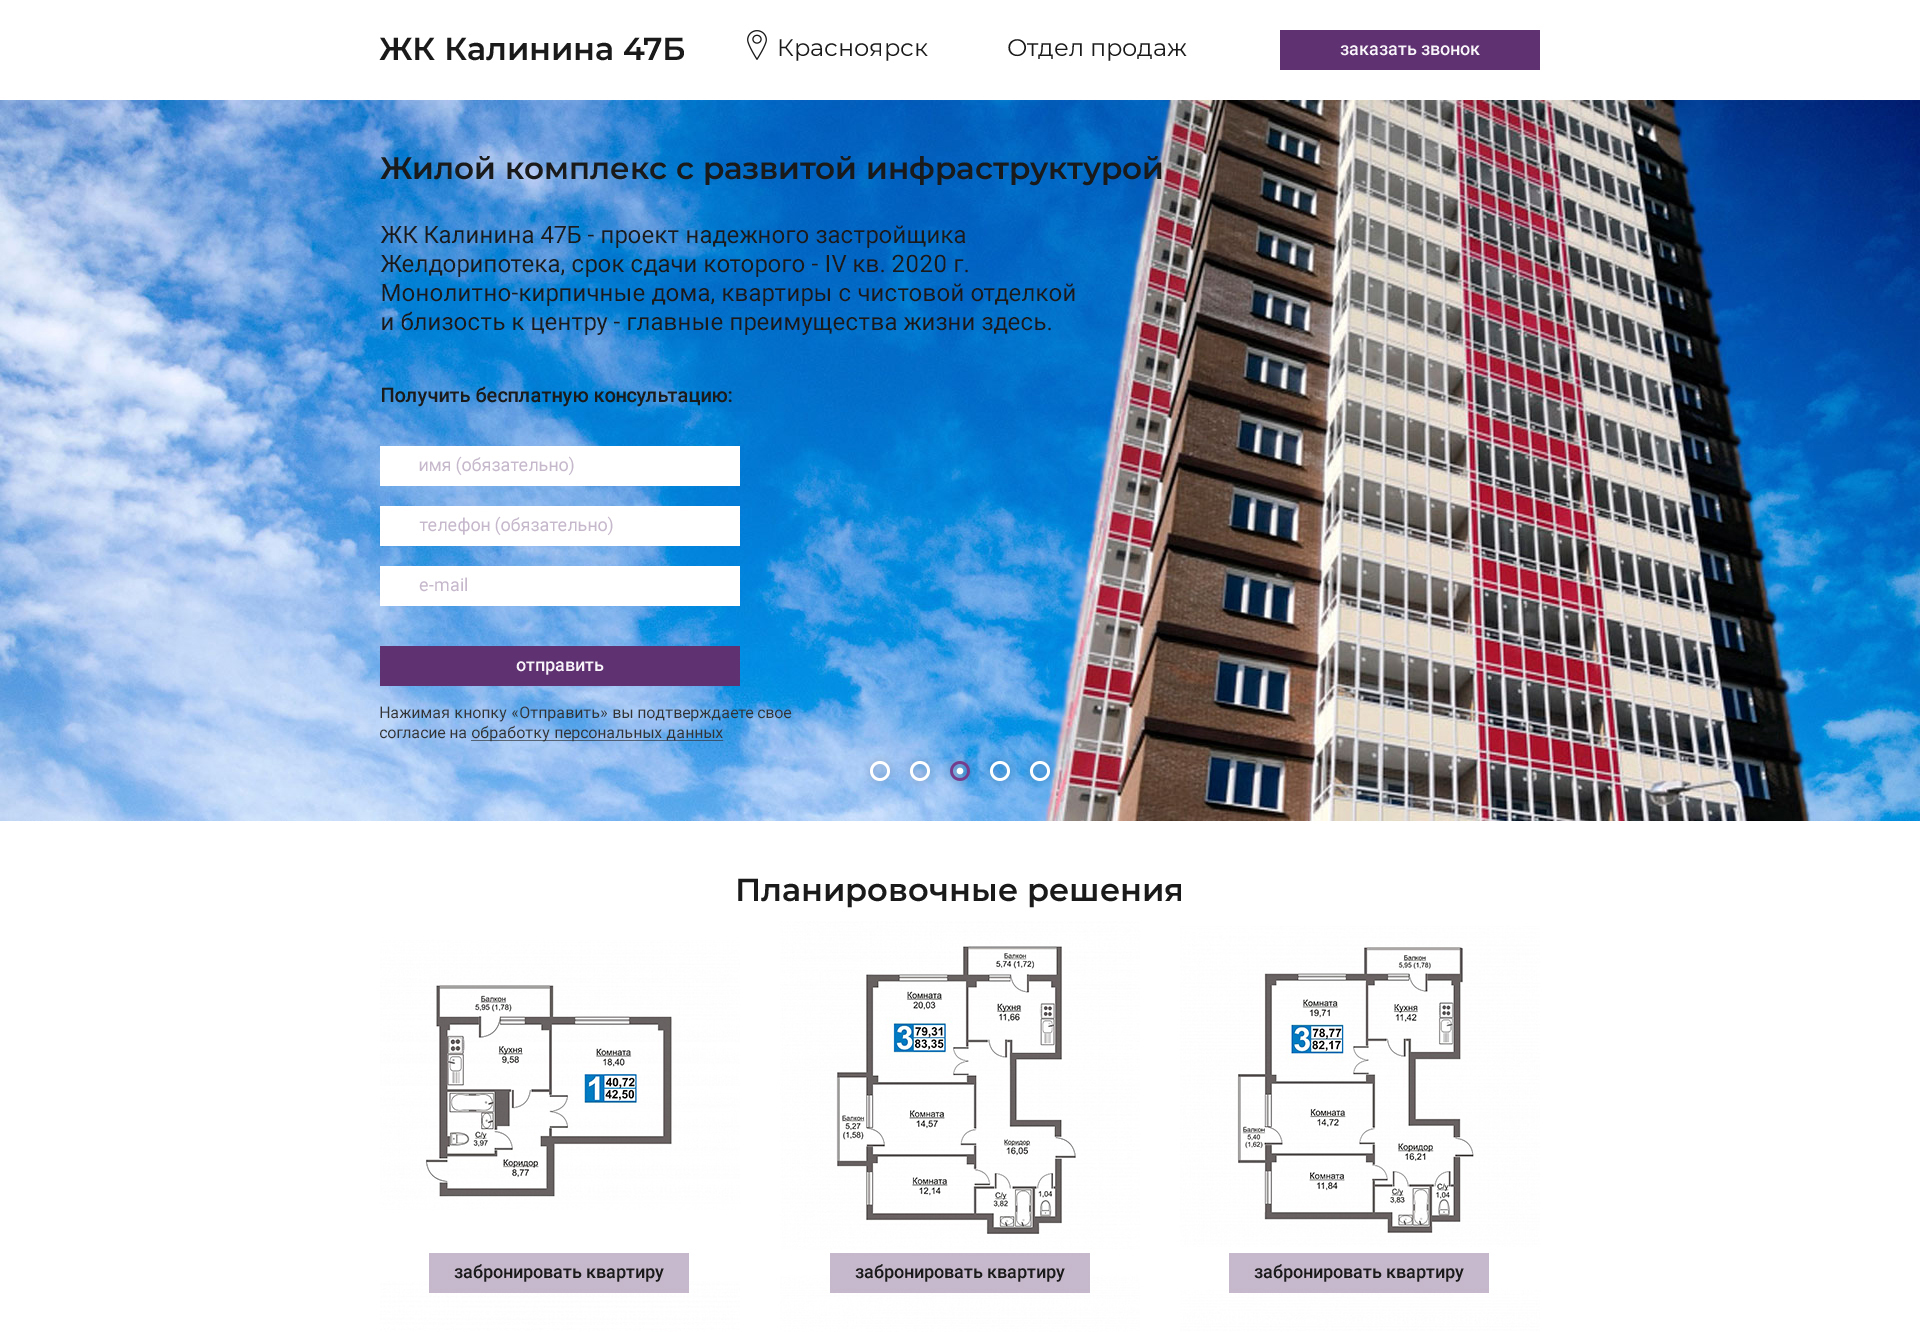 ЖК Калинина 47Б
Красноярск
Отдел продаж
заказать звонок
Жилой комплекс с развитой инфраструктурой
ЖК Калинина 47Б - проект надежного застройщика
Желдорипотека, срок сдачи которого - IV кв. 2020 г.
Монолитно-кирпичные дома, квартиры с чистовой отделкой
и близость к центру - главные преимущества жизни здесь.
Получить бесплатную консультацию:
имя (обязательно)
телефон (обязательно)
e-mail
отправить
Нажимая кнопку «Отправить» вы подтверждаете свое
согласие на обработку персональных данных
Планировочные решения
Балкон
5,95 (1,78)
Кухня
9,58
Комната
18,40
1
40,72
42,50
С/у
3,97
Коридор
8,77
забронировать квартиру
Балкон
5,74 (1,72)
Комната
20,03
Кухня
11,66
3
79,31
83,35
Балкон
5,27
(1,58)
Комната
14,57
Коридор
16,05
Комната
12,14
С/у
3,82
1,04
забронировать квартиру
Балкон
5,95 (1,78)
Комната
19,71
Кухня
11,42
3
78,77
82,17
Балкон
5,40
(1,62)
Комната
14,72
Коридор
16,21
Комната
11,84
С/у
3,83
С/у
1,04
забронировать квартиру